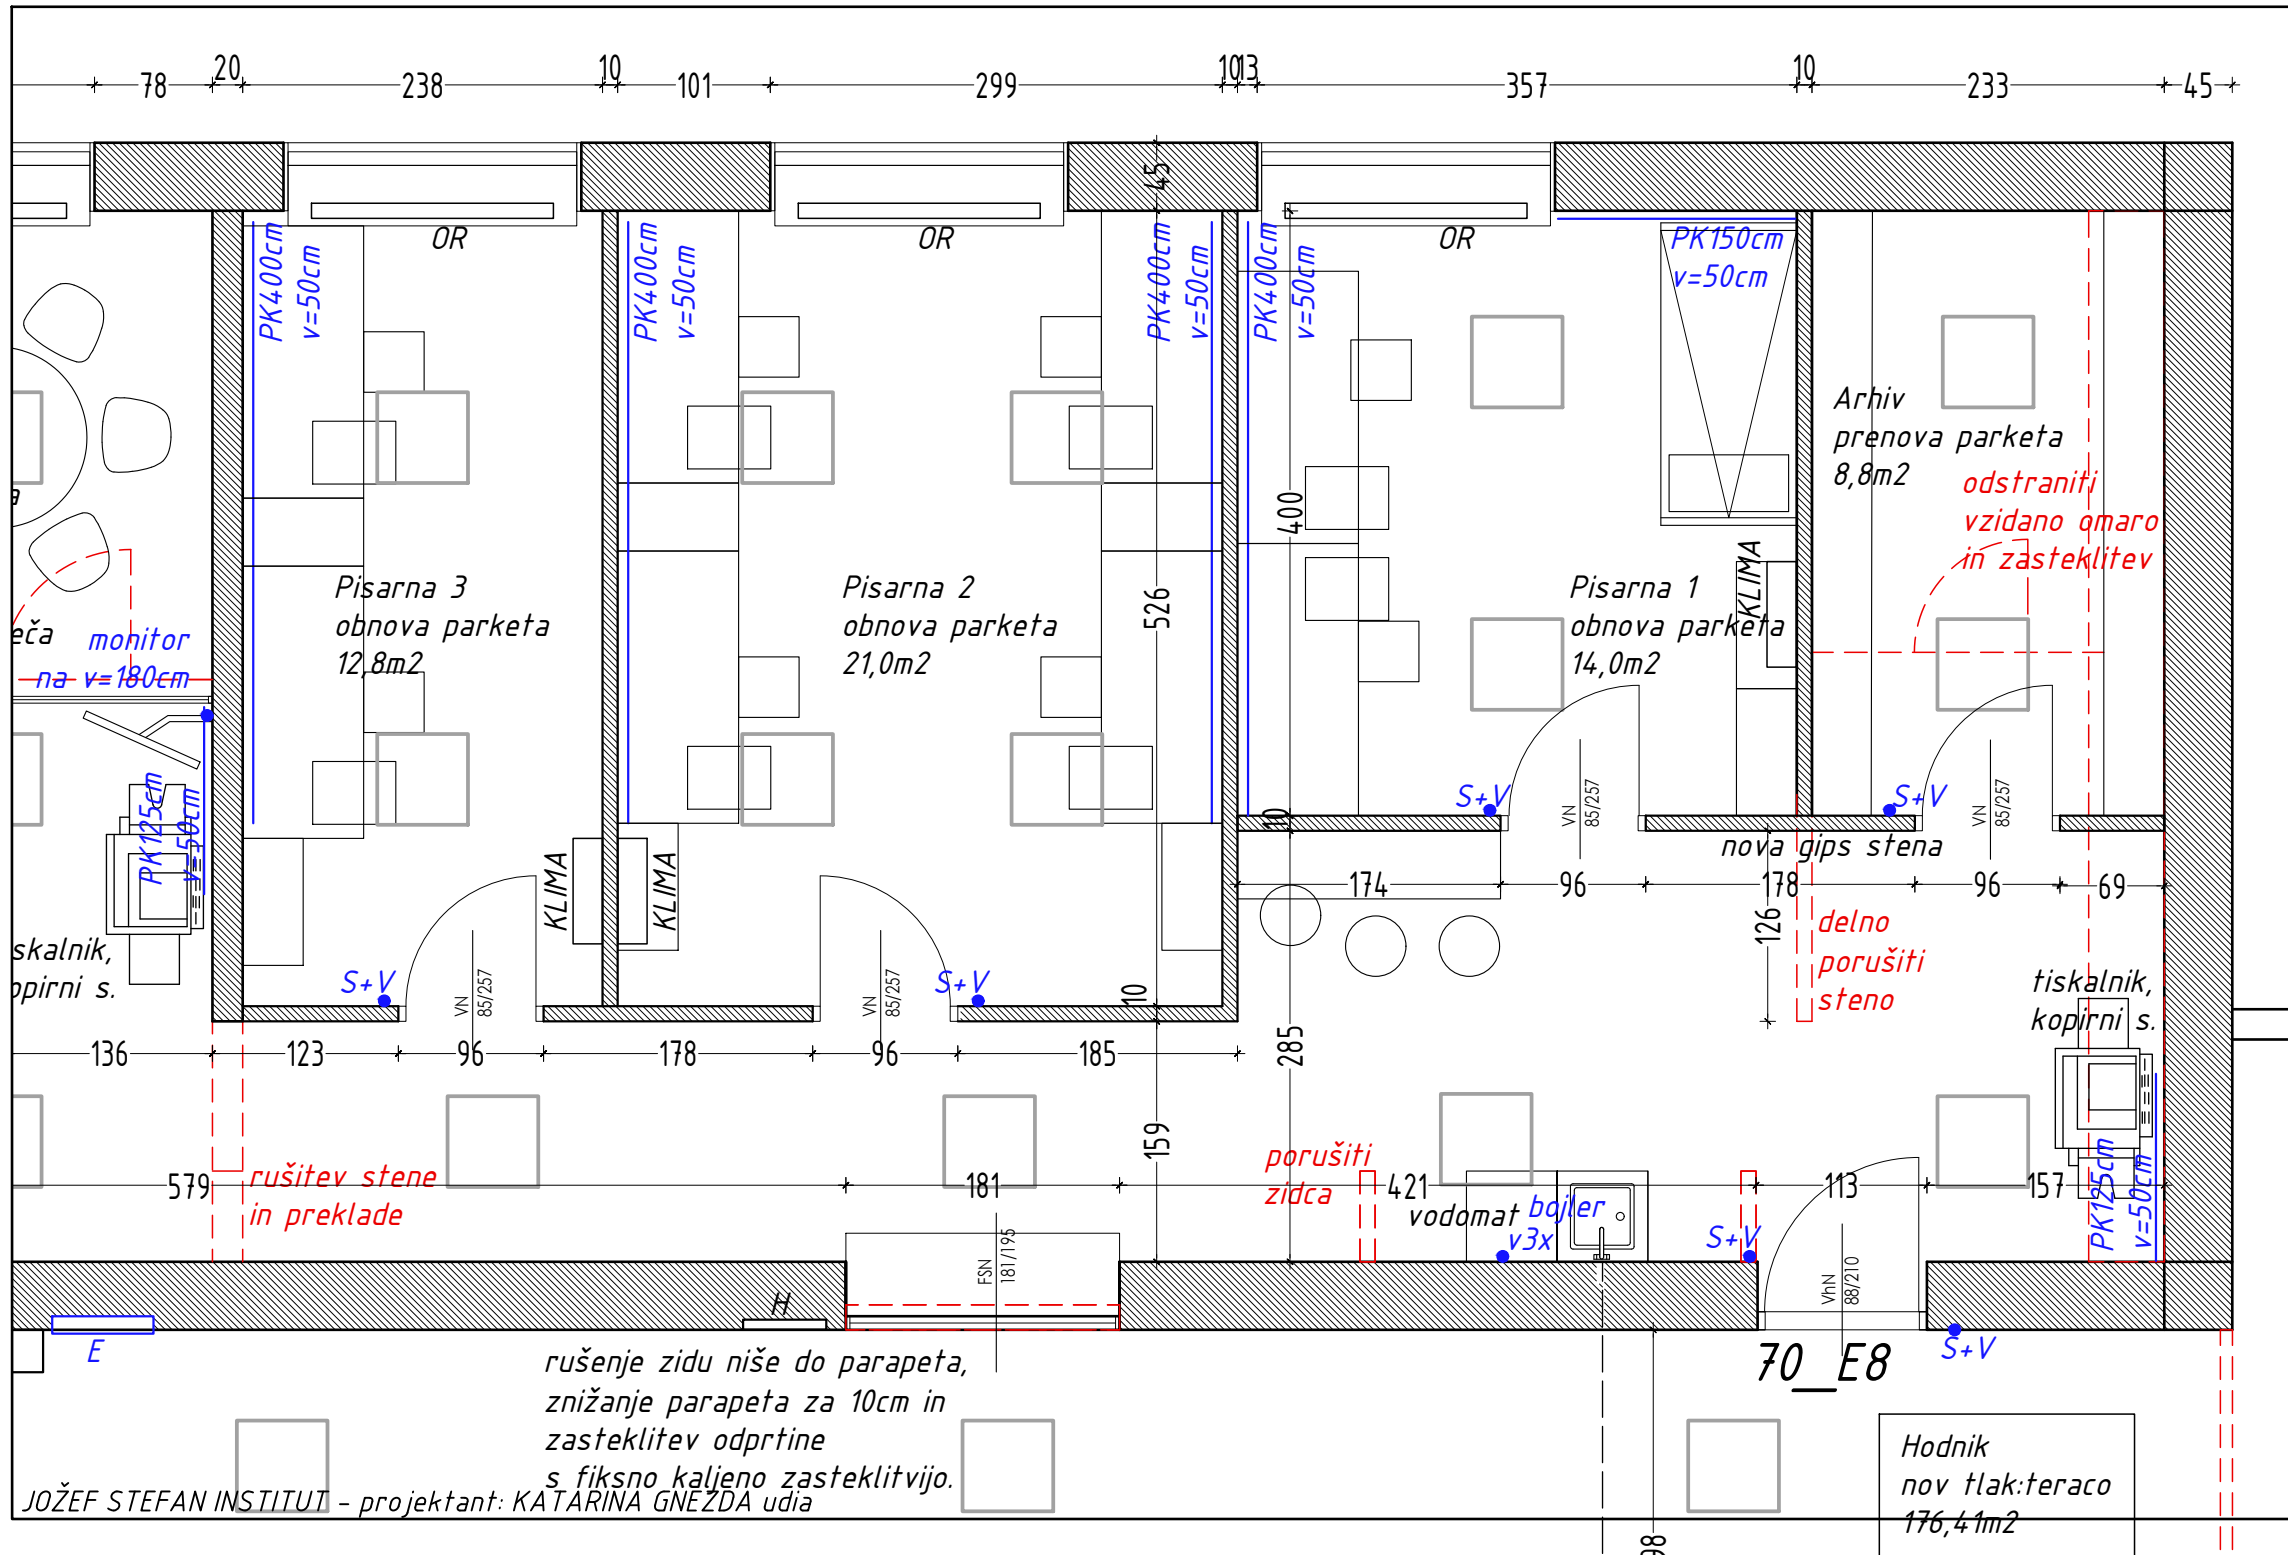 78
20
238
10
101
299
10
13
357
10
233
45
45
OR
OR
OR
PK400cm
v=50cm
PK400cm
v=50cm
PK400cm
v=50cm
PK400cm
v=50cm
PK150cm
v=50cm
Arhiv
prenova parketa
8,8m2
odstraniti
vzidano omaro
in zasteklitev
a
400
526
KLIMA
Pisarna 3
obnova parketa
12,8m2
Pisarna 2
obnova parketa
21,0m2
Pisarna 1
obnova parketa
14,0m2
eča
monitor
na v=180cm
PK125cm
v=50cm
S+V
S+V
VN
85/257
VN
85/257
10
nova gips stena
KLIMA
KLIMA
174
96
178
96
69
126
delno
porušiti
steno
skalnik,
opirni s.
S+V
S+V
VN
85/257
VN
85/257
10
tiskalnik,
kopirni s.
136
123
96
178
96
185
285
159
579
rušitev stene
in preklade
181
porušiti
zidca
421
vodomat
bojler
v3x
S+V
113
157
PK125cm
v=50cm
FSN
181/195
VhN
88/210
H
E
70_E8
S+V
rušenje zidu niše do parapeta,
znižanje parapeta za 10cm in
zasteklitev odprtine
s fiksno kaljeno zasteklitvijo.
Hodnik
nov tlak:teraco
176,41m2
JOŽEF STEFAN INSTITUT - projektant: KATARINA GNEZDA udia
98